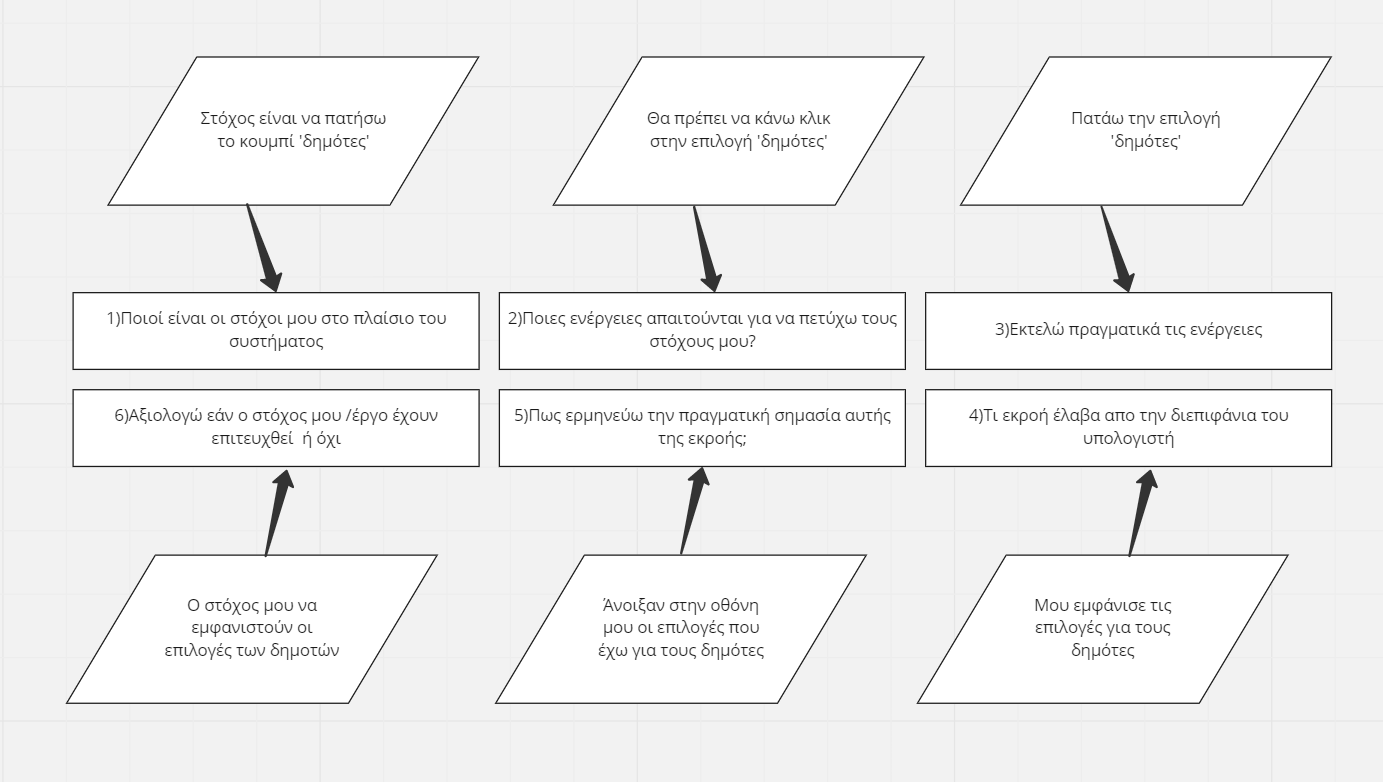 Στόχος είναι να πατήσω
το κουμπί 'δημότες'
Θα πρέπει να κάνω κλικ
στην επιλογή 'δημότες'
Πατάω την επιλογή
'δημότες'
1)Ποιοί είναι οι στόχοι μου στο πλαίσιο του
συστήματος
2)Ποιες ενέργειες απαιτούνται για να πετύχω τους
στόχους μου?
3)Εκτελώ πραγματικά τις ενέργειες
6)Αξιολογώ εάν ο στόχος μου /έργο έχουν
επιτευχθεί  ή όχι
5)Πως ερμηνεύω την πραγματική σημασία αυτής
της εκροής;
4)Τι εκροή έλαβα απο την διεπιφάνια του
υπολογιστή
Ο στόχος μου να
εμφανιστούν οι
επιλογές των δημοτών
Άνοιξαν στην οθόνη
μου οι επιλογές που
έχω για τους δημότες
Μου εμφάνισε τις
επιλογές για τους
δημότες